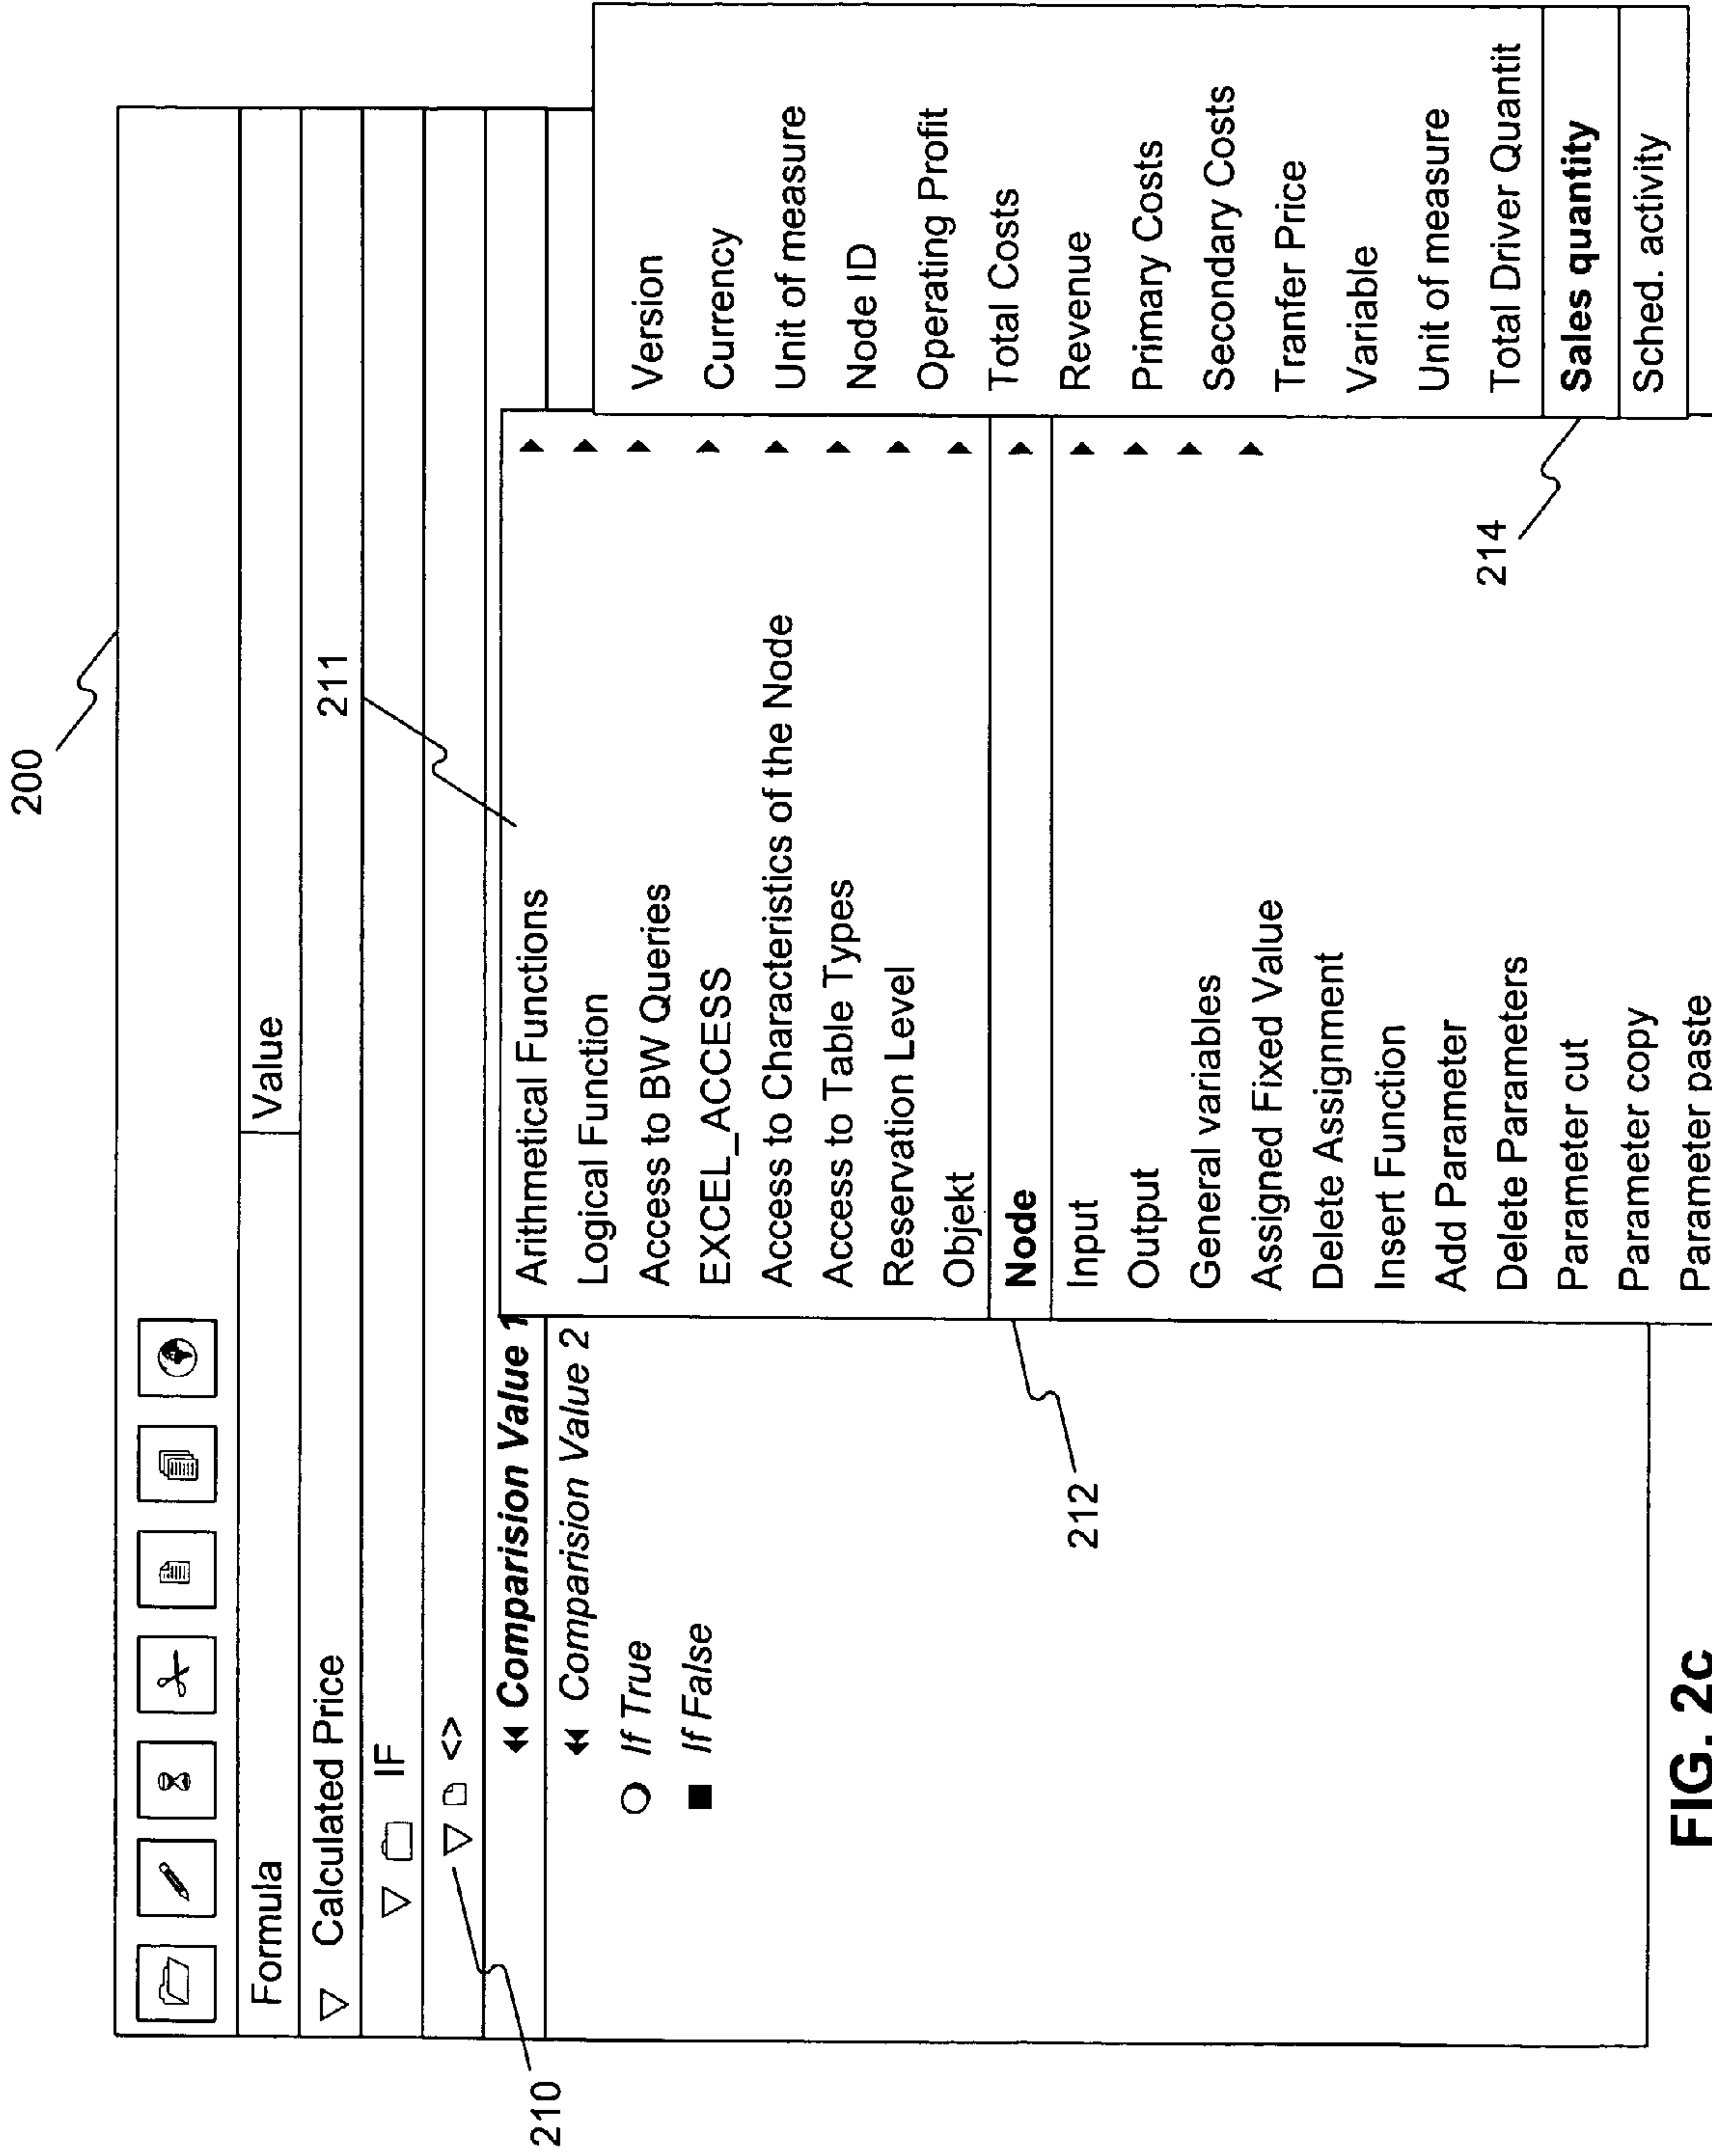 200
Formula
Value
Calculated Price
211
IF
<>
210
Comparision Value 1
Comparision Value 2
If True
If False
Arithmetical Functions
Logical Function
Access to BW Queries
EXCEL_ACCESS
Access to Characteristics of the Node
Access to Table Types
Reservation Level
Objekt
Node
Input
Output
General variables
Assigned Fixed Value
Delete Assignment
Insert Function
Add Parameter
Delete Parameters
Parameter cut
Parameter copy
Parameter paste
212
Version
Currency
Unit of measure
Node ID
Operating Profit
Total Costs
Revenue
Primary Costs
Secondary Costs
Tranfer Price
Variable
Unit of measure
Total Driver Quantit
Sales quantity
Sched. activity
214
FIG. 2c